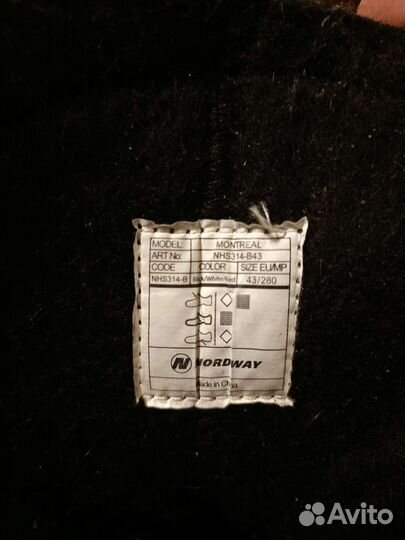 MODEL: MONTREAL
ART No: NHS314-B43
CODE COLOR SIZE EU/MP
NHS314-B Blck/White/Red 43/280
NORDWAY
Made in China
Avito